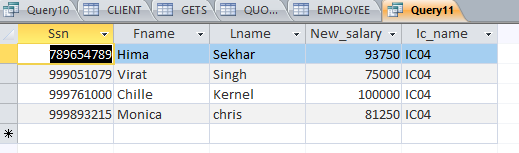 Query10 CLIENT GETS QUO... EMPLOYEE Query11
Ssn Fname Lname New_salary Ic_name
789654789 Hima Sekhar 93750 IC04
999051079 Virat Singh 75000 IC04
999761000 Chille Kernel 100000 IC04
999893215 Monica chris 81250 IC04